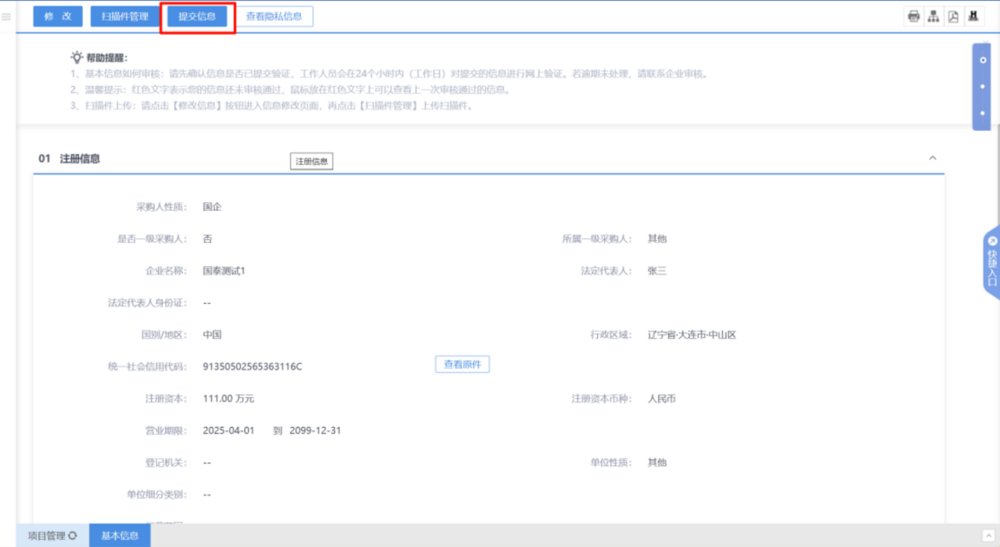 修 改 扫描件管理 提交信息 查看隐私信息
帮助提醒：
1、基本信息如何审核：请先确认信息是否已提交验证，工作人员会在24个小时内（工作日）对提交的信息进行网上验证。若逾期未处理，请联系企业审核。
2、温馨提示：红色文字表示您的信息还未审核通过，鼠标放在红色文字上可以查看上一次审核通过的信息。
3、扫描件上传：请点击【修改信息】按钮进入信息修改页面，再点击【扫描件管理】上传扫描件。
01 注册信息 注册信息
采购人性质： 国企
是否一级采购人： 否 所属一级采购人： 其他
企业名称： 国泰测试1 法定代表人： 张三
法定代表人身份证： --
国别/地区： 中国 行政区域： 辽宁省·大连市·中山区
统一社会信用代码： 91350502565363116C 查看原件
注册资本： 111.00 万元 注册资本币种： 人民币
营业期限： 2025-04-01 到 2099-12-31
登记机关： -- 单位性质： 其他
单位细分类别： --
快捷入口
项目管理 基本信息